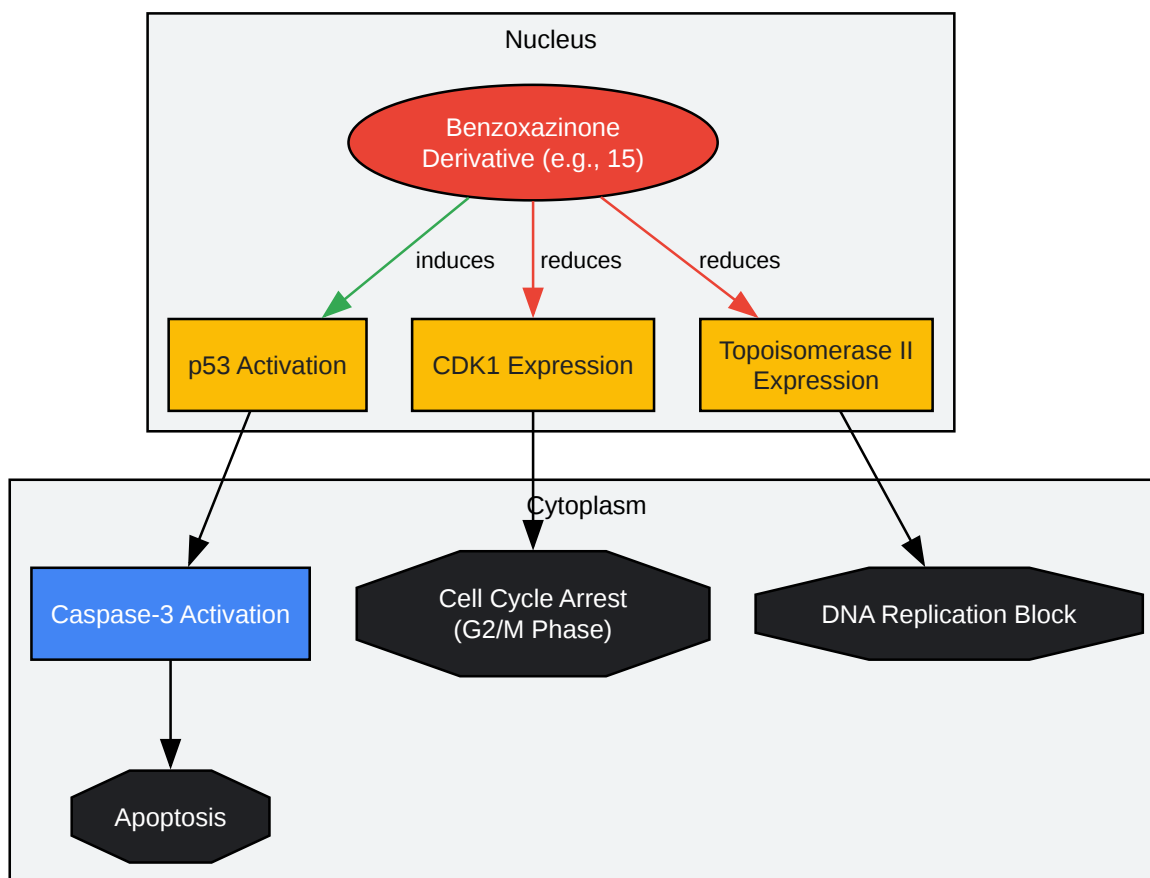 Nucleus
Benzoxazinone
Derivative (e.g., 15)
induces
reduces
reduces
p53 Activation
CDK1 Expression
Topoisomerase II
Expression
Cytoplasm
Caspase-3 Activation
Cell Cycle Arrest
(G2/M Phase)
DNA Replication Block
Apoptosis